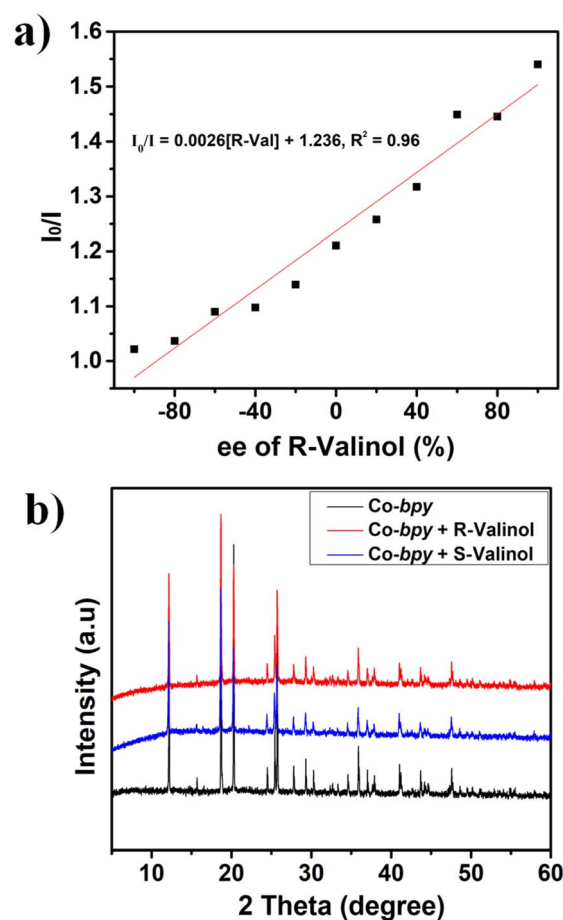 a)
1.6
1.5
1.4
1.3
1.2
1.1
1.0
I₀/I
I₀/I = 0.0026[R-Val] + 1.236, R² = 0.96
-80 -40 0 40 80
ee of R-Valinol (%)
b)
Co-bpy
Co-bpy + R-Valinol
Co-bpy + S-Valinol
Intensity (a.u)
10 20 30 40 50 60
2 Theta (degree)